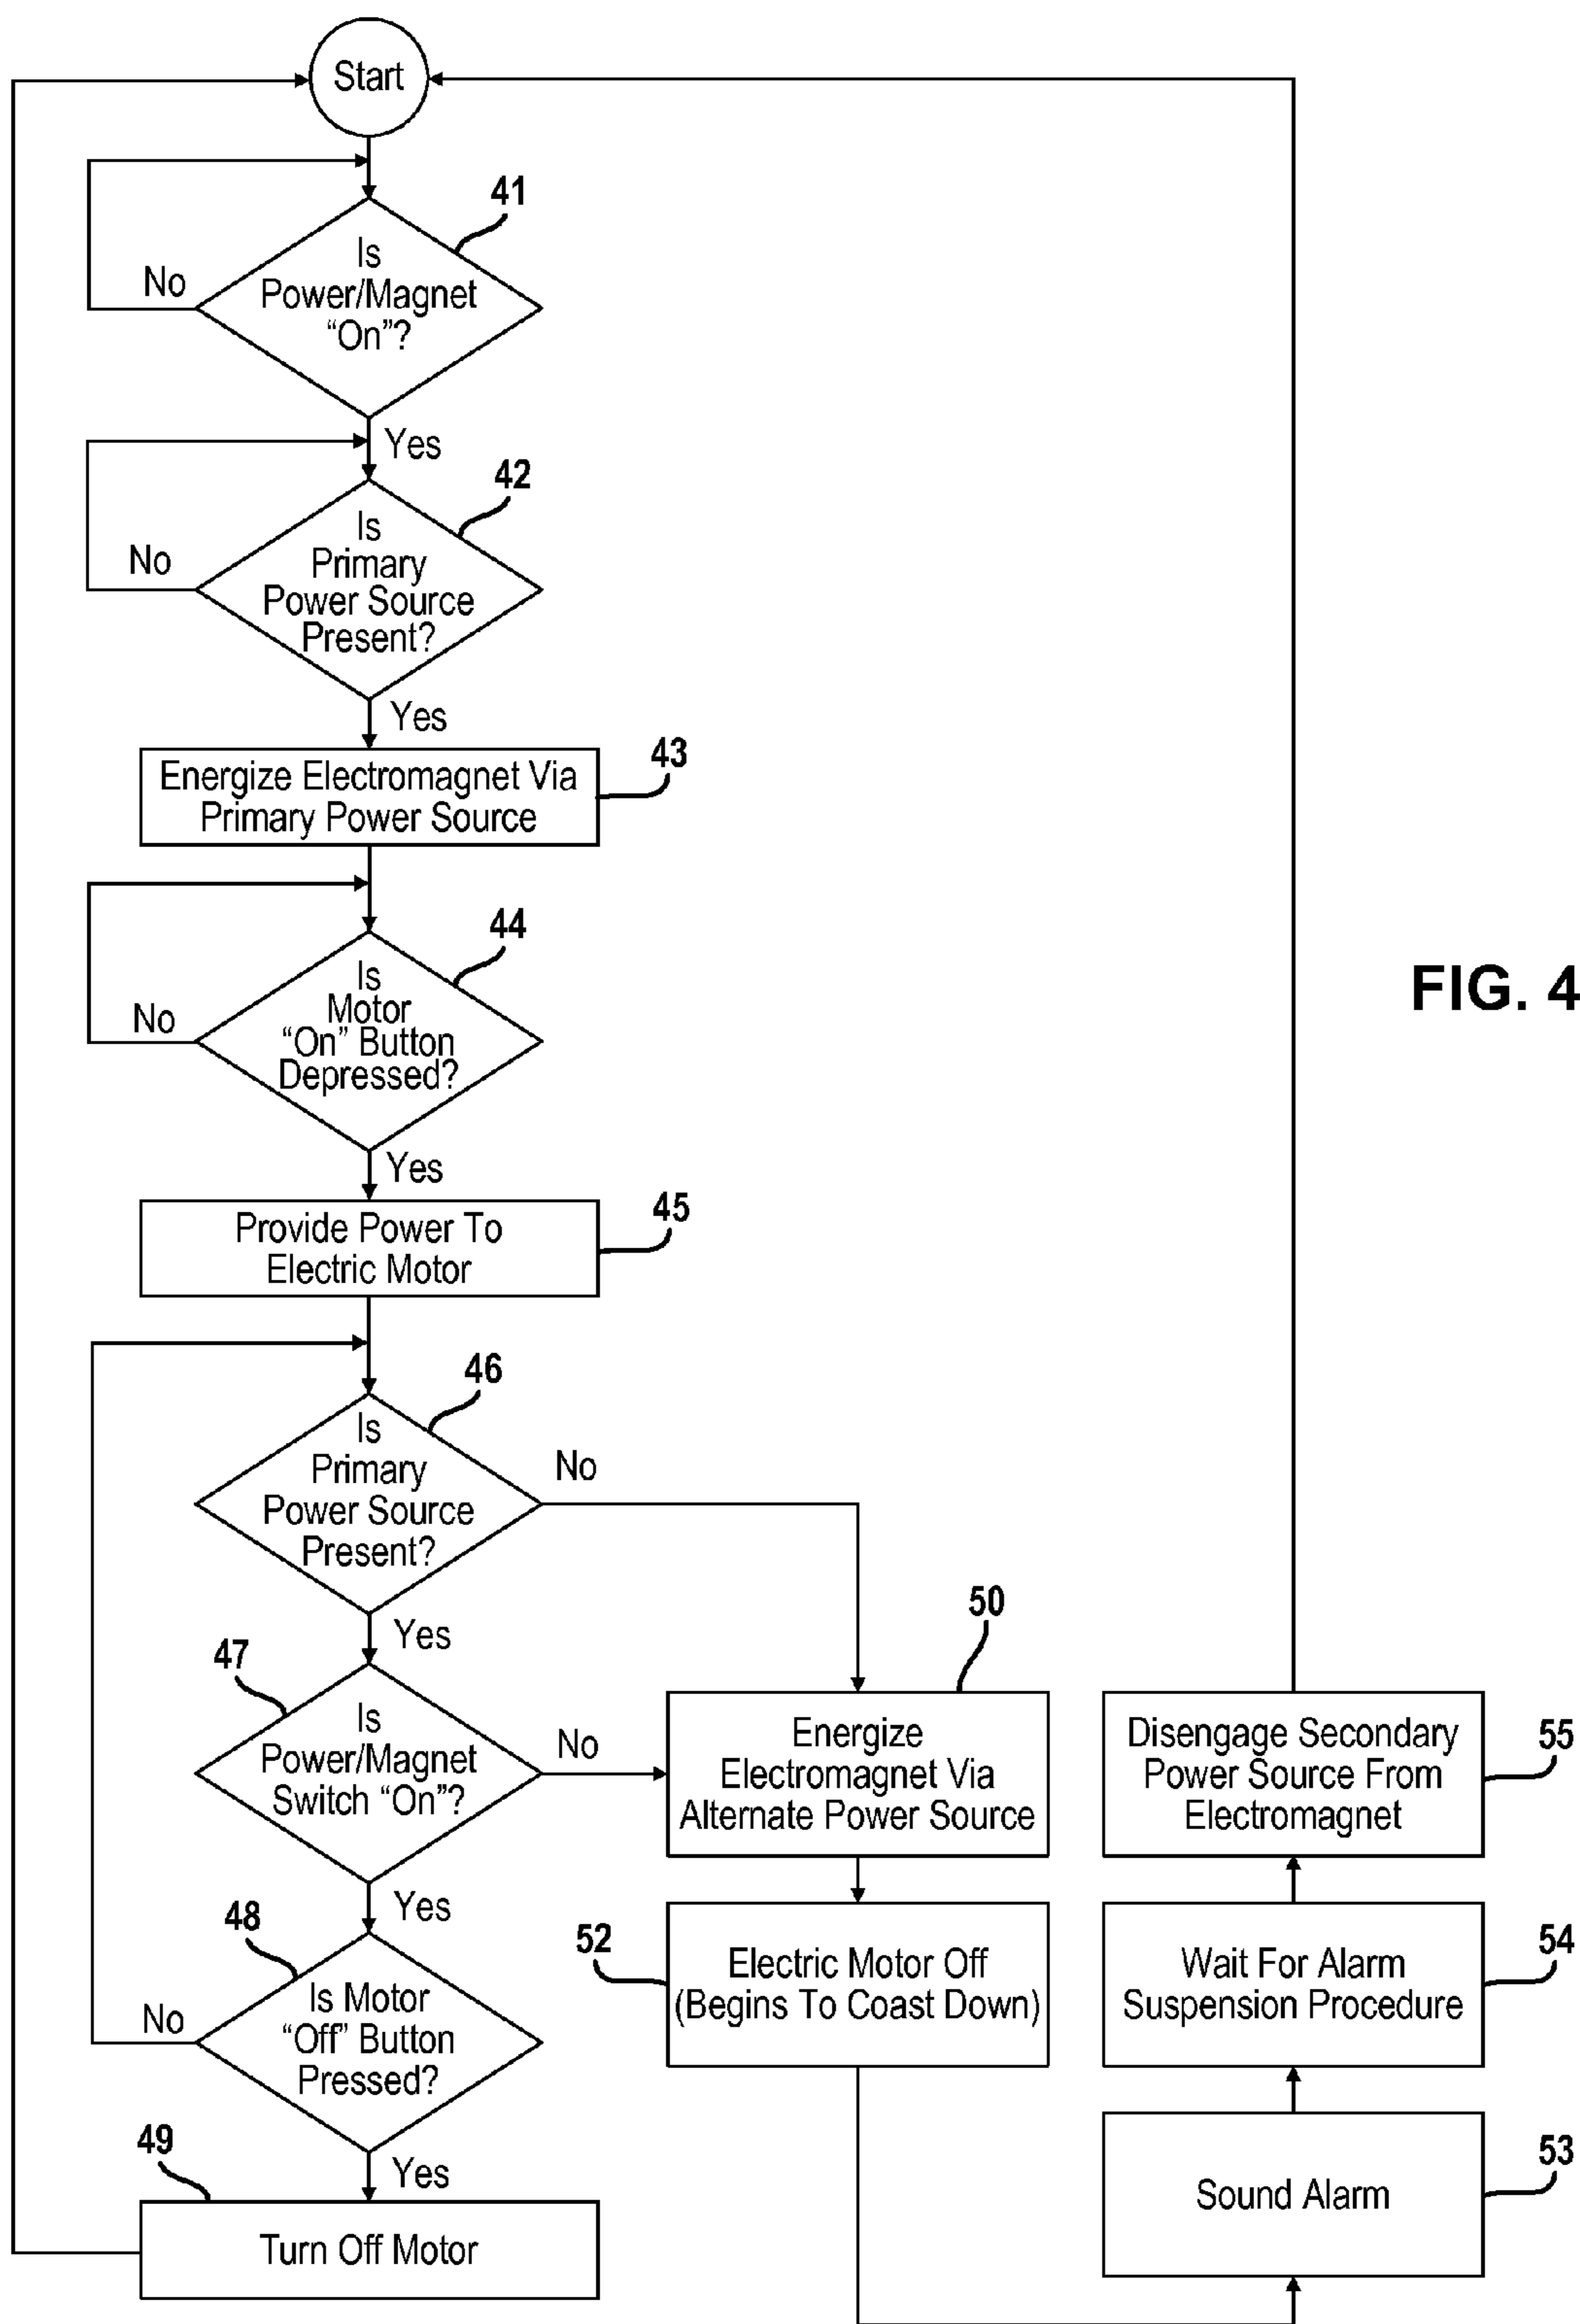 Start
41
Is
Power/Magnet
“On”?
No
Yes
42
Is
Primary
Power Source
Present?
No
Yes
43
Energize Electromagnet Via
Primary Power Source
44
Is
Motor
“On” Button
Depressed?
No
Yes
FIG. 4
45
Provide Power To
Electric Motor
46
Is
Primary
Power Source
Present?
No
Yes
47
Is
Power/Magnet
Switch “On”?
No
Yes
48
Is Motor
“Off” Button
Pressed?
No
Yes
49
Turn Off Motor
50
Energize
Electromagnet Via
Alternate Power Source
52
Electric Motor Off
(Begins To Coast Down)
55
Disengage Secondary
Power Source From
Electromagnet
54
Wait For Alarm
Suspension Procedure
53
Sound Alarm